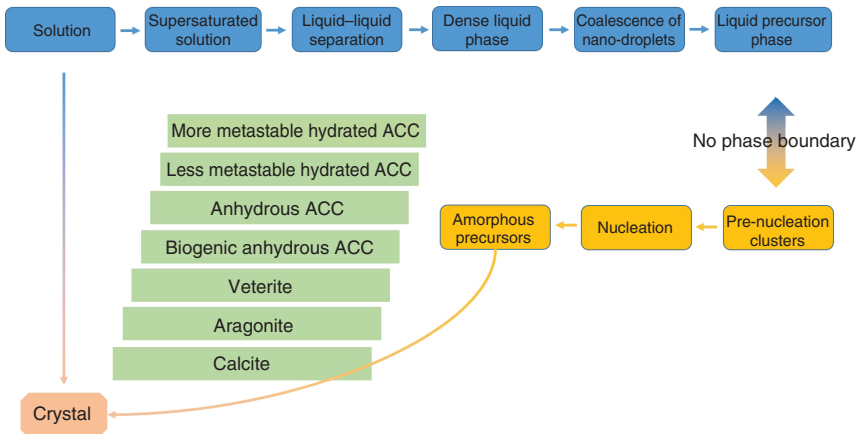 Solution
Supersaturated
solution
Liquid–liquid
separation
Dense liquid
phase
Coalescence of
nano-droplets
Liquid precursor
phase
More metastable hydrated ACC
Less metastable hydrated ACC
Anhydrous ACC
Biogenic anhydrous ACC
Veterite
Aragonite
Calcite
No phase boundary
Amorphous
precursors
Nucleation
Pre-nucleation
clusters
Crystal